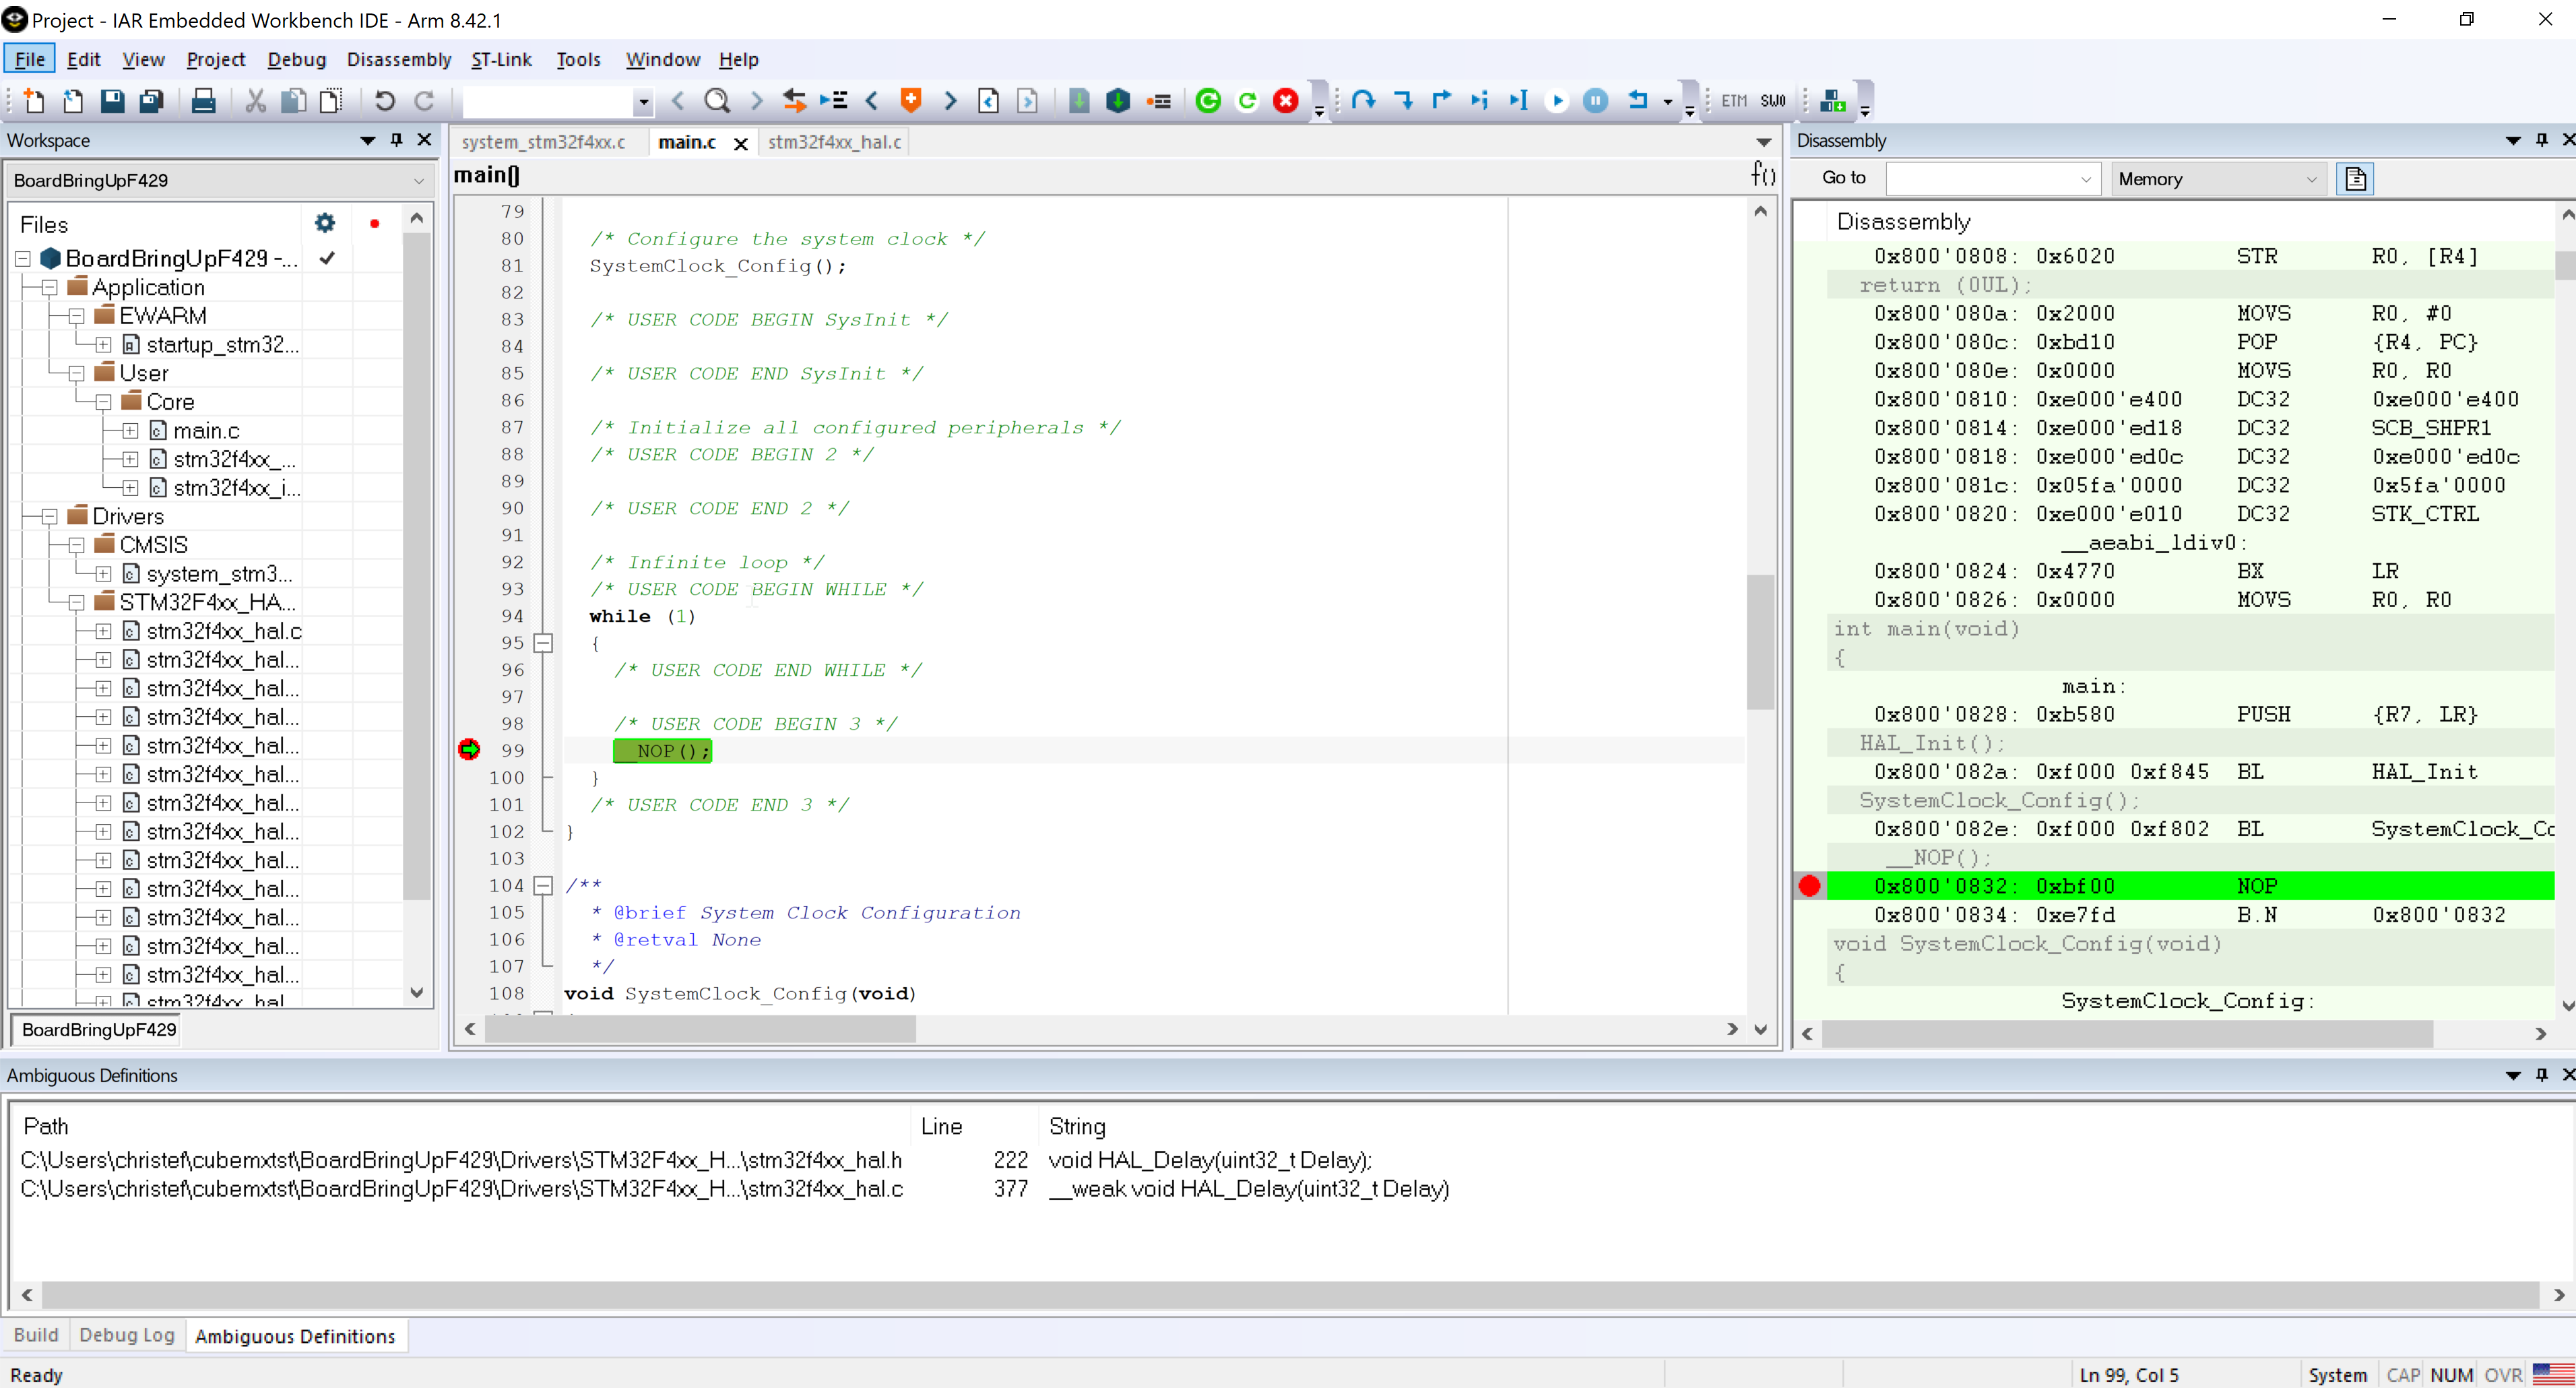 Project - IAR Embedded Workbench IDE - Arm 8.42.1
File Edit View Project Debug Disassembly ST-Link Tools Window Help
ETM SWO
Workspace
BoardBringUpF429
Files
BoardBringUpF429 -...
Application
EWARM
startup_stm32...
User
Core
main.c
stm32f4xx_...
stm32f4xx_i...
Drivers
CMSIS
system_stm3...
STM32F4xx_HA...
stm32f4xx_hal.c
stm32f4xx_hal...
stm32f4xx_hal...
stm32f4xx_hal...
stm32f4xx_hal...
stm32f4xx_hal...
stm32f4xx_hal...
stm32f4xx_hal...
stm32f4xx_hal...
stm32f4xx_hal...
stm32f4xx_hal...
stm32f4xx_hal...
stm32f4xx_hal...
stm32f4xx_hal
BoardBringUpF429
system_stm32f4xx.c main.c stm32f4xx_hal.c
main() f()
79
80 /* Configure the system clock */
81 SystemClock_Config();
82
83 /* USER CODE BEGIN SysInit */
84
85 /* USER CODE END SysInit */
86
87 /* Initialize all configured peripherals */
88 /* USER CODE BEGIN 2 */
89
90 /* USER CODE END 2 */
91
92 /* Infinite loop */
93 /* USER CODE BEGIN WHILE */
94 while (1)
95 {
96 /* USER CODE END WHILE */
97
98 /* USER CODE BEGIN 3 */
99 __NOP();
100 }
101 /* USER CODE END 3 */
102 }
103
104 /**
105 * @brief System Clock Configuration
106 * @retval None
107 */
108 void SystemClock_Config(void)
Disassembly
Go to Memory
Disassembly
0x800'0808: 0x6020 STR R0, [R4]
return (0UL);
0x800'080a: 0x2000 MOVS R0, #0
0x800'080c: 0xbd10 POP {R4, PC}
0x800'080e: 0x0000 MOVS R0, R0
0x800'0810: 0xe000'e400 DC32 0xe000'e400
0x800'0814: 0xe000'ed18 DC32 SCB_SHPR1
0x800'0818: 0xe000'ed0c DC32 0xe000'ed0c
0x800'081c: 0x05fa'0000 DC32 0x5fa'0000
0x800'0820: 0xe000'e010 DC32 STK_CTRL
__aeabi_ldiv0:
0x800'0824: 0x4770 BX LR
0x800'0826: 0x0000 MOVS R0, R0
int main(void)
{
main:
0x800'0828: 0xb580 PUSH {R7, LR}
HAL_Init();
0x800'082a: 0xf000 0xf845 BL HAL_Init
SystemClock_Config();
0x800'082e: 0xf000 0xf802 BL SystemClock_Co
__NOP();
0x800'0832: 0xbf00 NOP
0x800'0834: 0xe7fd B.N 0x800'0832
void SystemClock_Config(void)
{
SystemClock_Config:
Ambiguous Definitions
Path Line String
C:\Users\christef\cubemxtst\BoardBringUpF429\Drivers\STM32F4xx_H...\stm32f4xx_hal.h 222 void HAL_Delay(uint32_t Delay);
C:\Users\christef\cubemxtst\BoardBringUpF429\Drivers\STM32F4xx_H...\stm32f4xx_hal.c 377 __weak void HAL_Delay(uint32_t Delay)
Build Debug Log Ambiguous Definitions
Ready Ln 99, Col 5 System CAP NUM OVR